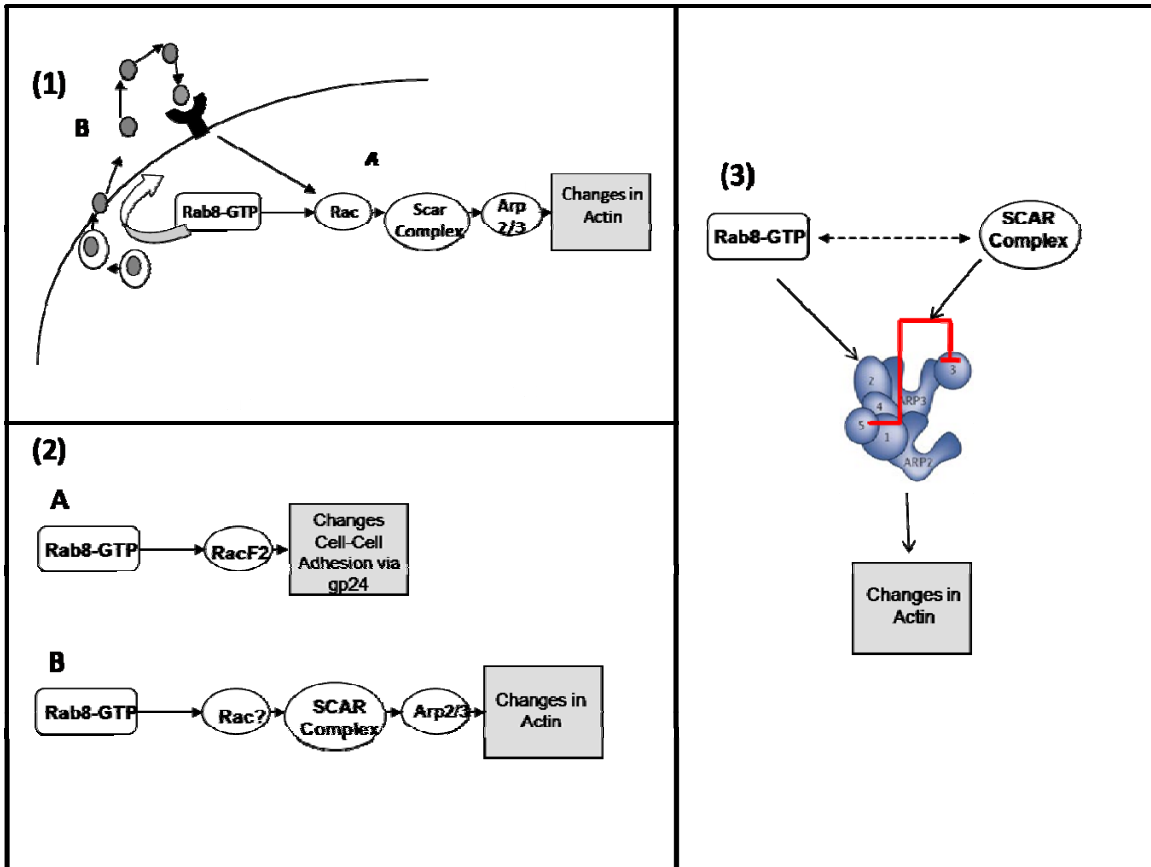 (1)
B
A
Rab8-GTP
Rac
Scar
Complex
Arp
2/3
Changes in
Actin
(2)
A
Rab8-GTP
RacF2
Changes
Cell-Cell
Adhesion via
gp24
B
Rab8-GTP
Rac?
SCAR
Complex
Arp2/3
Changes in
Actin
(3)
Rab8-GTP
SCAR
Complex
2
3
ARP3
4
5
1
ARP2
Changes in
Actin